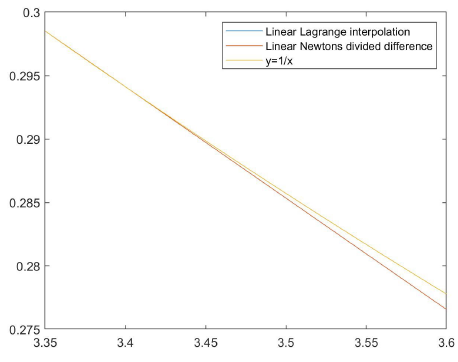 0.3
Linear Lagrange interpolation
Linear Newtons divided difference
y=1/x
0.295
0.29
0.285
0.28
0.275
3.35 3.4 3.45 3.5 3.55 3.6